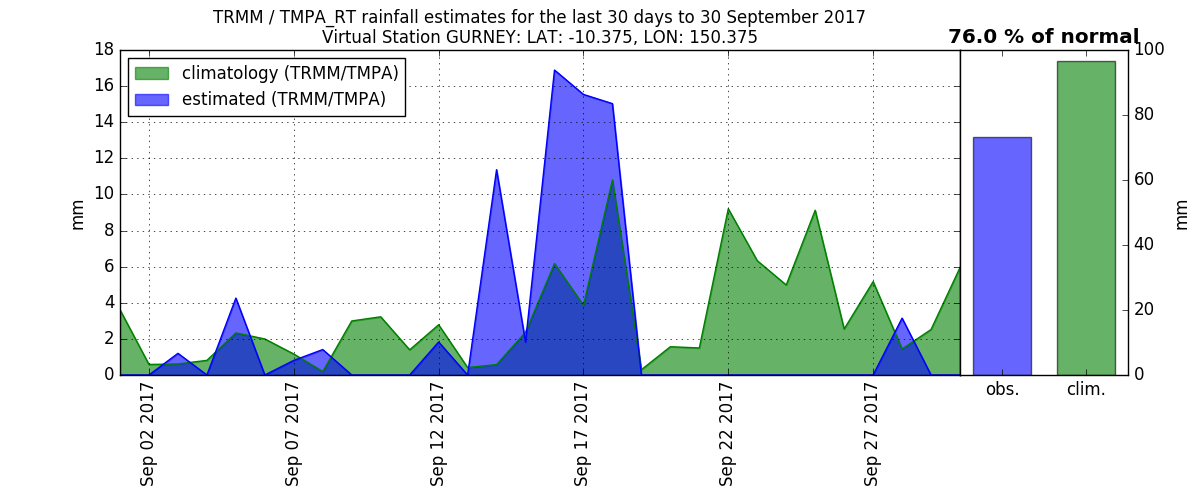 TRMM / TMPA_RT rainfall estimates for the last 30 days to 30 September 2017
Virtual Station GURNEY: LAT: -10.375, LON: 150.375
76.0 % of normal
climatology (TRMM/TMPA)
estimated (TRMM/TMPA)
18
16
14
12
10
8
6
4
2
0
mm
Sep 02 2017
Sep 07 2017
Sep 12 2017
Sep 17 2017
Sep 22 2017
Sep 27 2017
obs.
clim.
100
80
60
40
20
0
mm